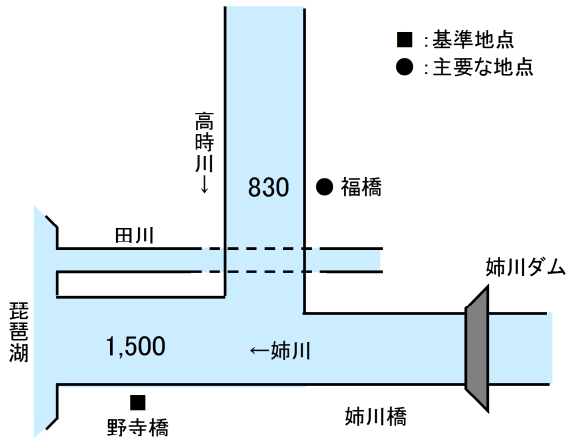 ■：基準地点
●：主要な地点
高時川→
830
●福橋
田川
姉川ダム
琵琶湖
1,500
←姉川
野寺橋
姉川橋